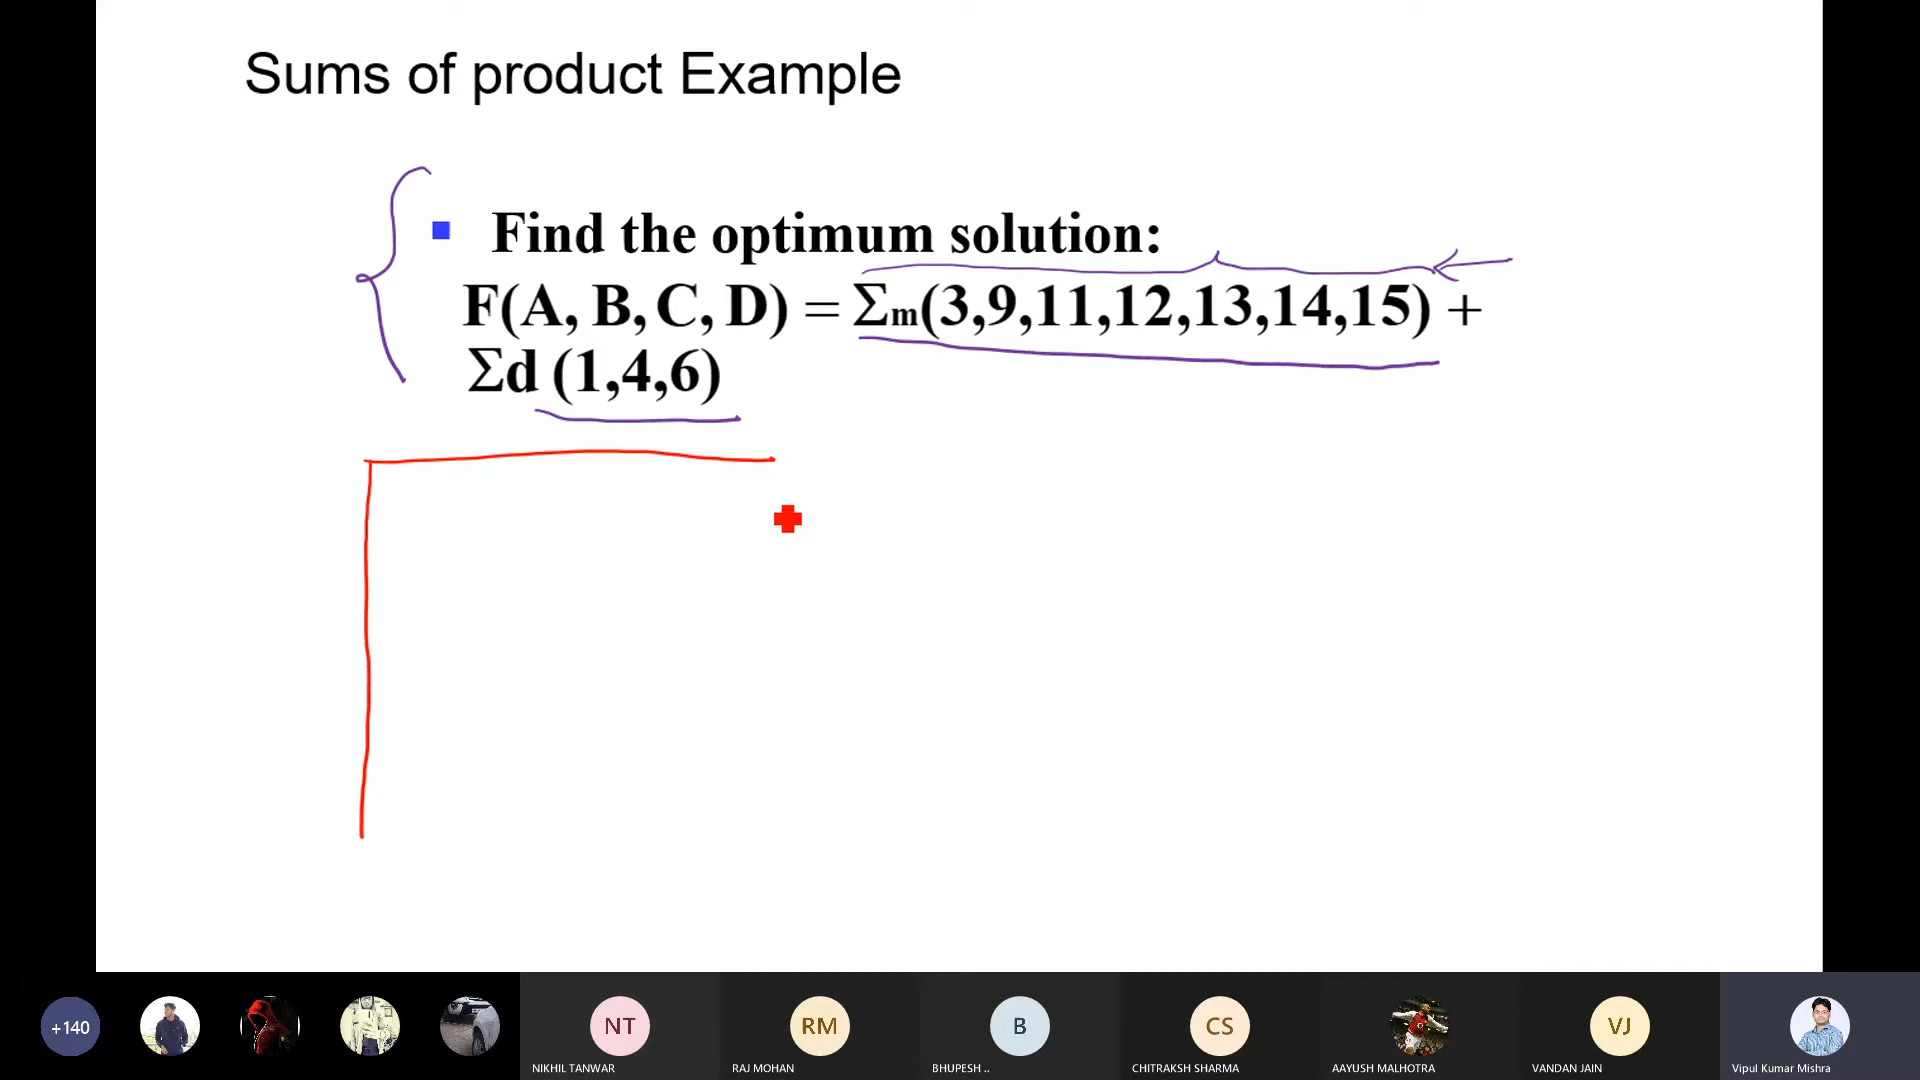 Sums of product Example
Find the optimum solution:
F(A, B, C, D) = Σm(3,9,11,12,13,14,15) +
Σd (1,4,6)
+140
NT
RM
B
CS
VJ
NIKHIL TANWAR
RAJ MOHAN
BHUPESH ..
CHITRAKSH SHARMA
AAYUSH MALHOTRA
VANDAN JAIN
Vipul Kumar Mishra